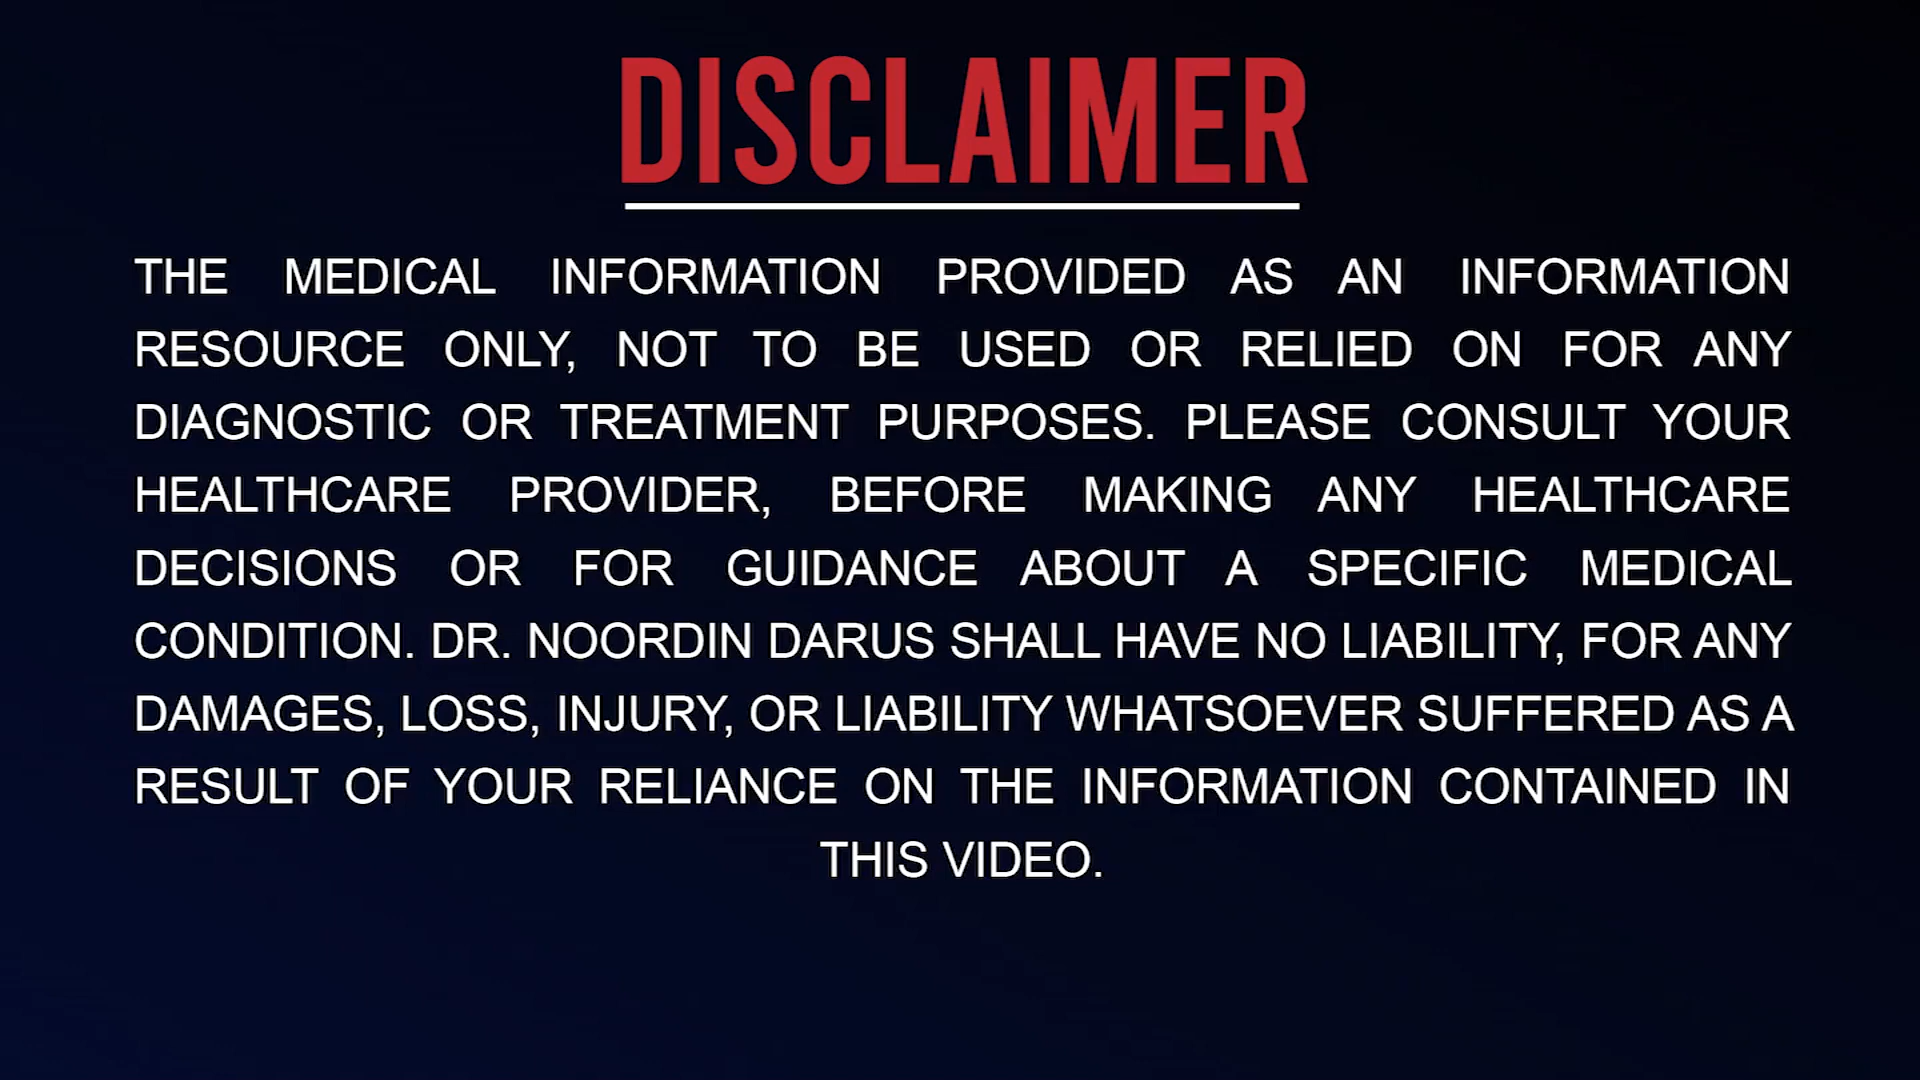 DISCLAIMER
THE MEDICAL INFORMATION PROVIDED AS AN INFORMATION
RESOURCE ONLY, NOT TO BE USED OR RELIED ON FOR ANY
DIAGNOSTIC OR TREATMENT PURPOSES. PLEASE CONSULT YOUR
HEALTHCARE PROVIDER, BEFORE MAKING ANY HEALTHCARE
DECISIONS OR FOR GUIDANCE ABOUT A SPECIFIC MEDICAL
CONDITION. DR. NOORDIN DARUS SHALL HAVE NO LIABILITY, FOR ANY
DAMAGES, LOSS, INJURY, OR LIABILITY WHATSOEVER SUFFERED AS A
RESULT OF YOUR RELIANCE ON THE INFORMATION CONTAINED IN
THIS VIDEO.